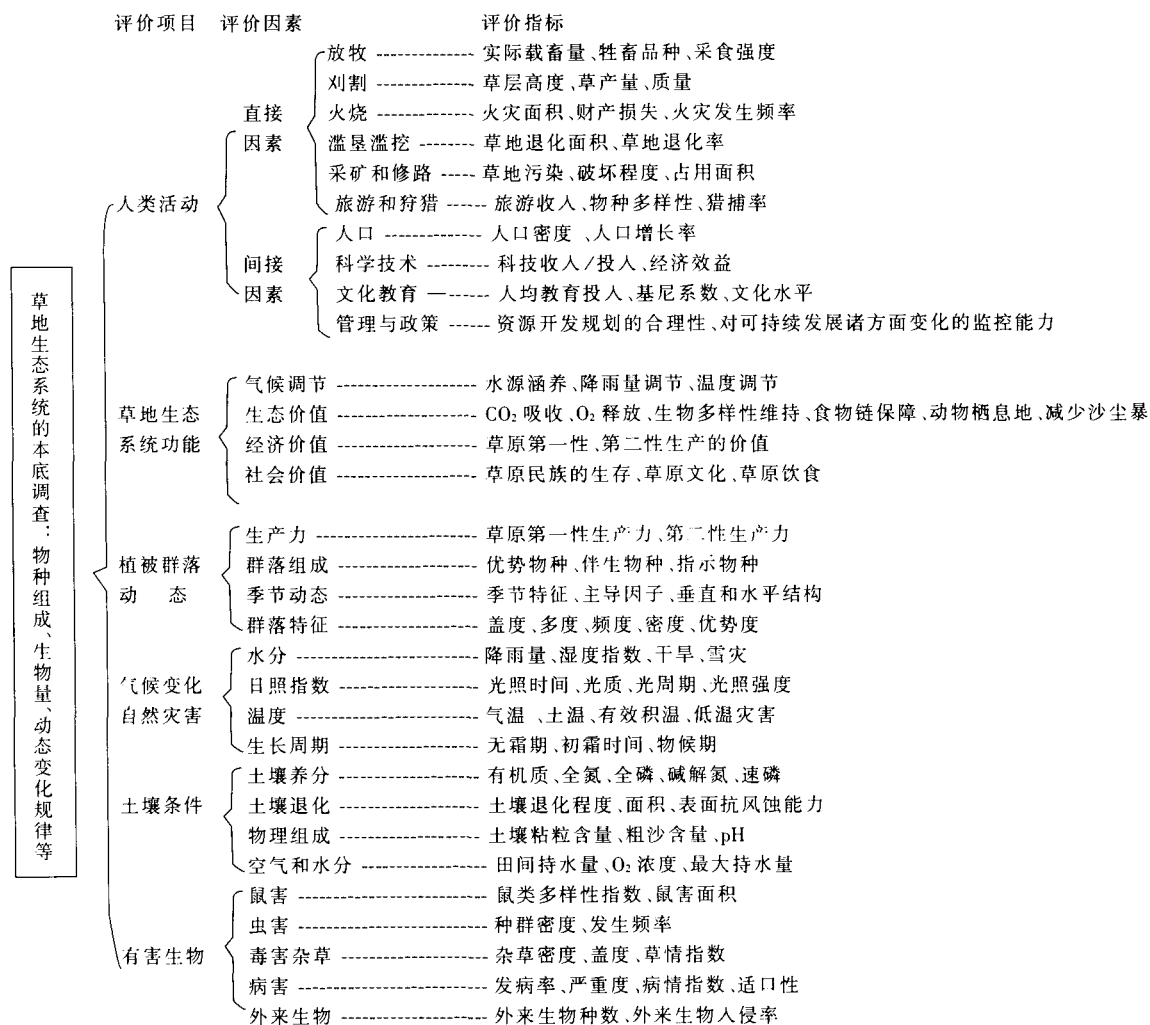 评价项目 评价因素 评价指标
放牧 实际载畜量、牲畜品种、采食强度
刈割 草层高度、草产量、质量
直接 火烧 火灾面积、财产损失、火灾发生频率
因素 滥垦滥挖 草地退化面积、草地退化率
采矿和修路 草地污染、破坏程度、占用面积
人类活动 旅游和狩猎 旅游收入、物种多样性、猎捕率
人口 人口密度、人口增长率
间接 科学技术 科技收入/投入、经济效益
因素 文化教育 人均教育投入、基尼系数、文化水平
管理与政策 资源开发规划的合理性、对可持续发展诸方面变化的监控能力
草地生态系统的本底调查：物种组成、生物量、动态变化规律等
气候调节 水源涵养、降雨量调节、温度调节
草地生态 生态价值 CO₂吸收、O₂释放、生物多样性维持、食物链保障、动物栖息地、减少沙尘暴
系统功能 经济价值 草原第一性、第二性生产的价值
社会价值 草原民族的生存、草原文化、草原饮食
生产力 草原第一性生产力、第二性生产力
植被群落 群落组成 优势物种、伴生物种、指示物种
动态 季节动态 季节特征、主导因子、垂直和水平结构
群落特征 盖度、多度、频度、密度、优势度
水分 降雨量、湿度指数、干旱、雪灾
气候变化 日照指数 光照时间、光质、光周期、光照强度
自然灾害 温度 气温、土温、有效积温、低温灾害
生长周期 无霜期、初霜时间、物候期
土壤养分 有机质、全氮、全磷、碱解氮、速磷
土壤条件 土壤退化 土壤退化程度、面积、表面抗风蚀能力
物理组成 土壤粘粒含量、粗沙含量、pH
空气和水分 田间持水量、O₂浓度、最大持水量
鼠害 鼠类多样性指数、鼠害面积
虫害 种群密度、发生频率
有害生物 毒害杂草 杂草密度、盖度、草情指数
病害 发病率、严重度、病情指数、适口性
外来生物 外来生物种数、外来生物入侵率